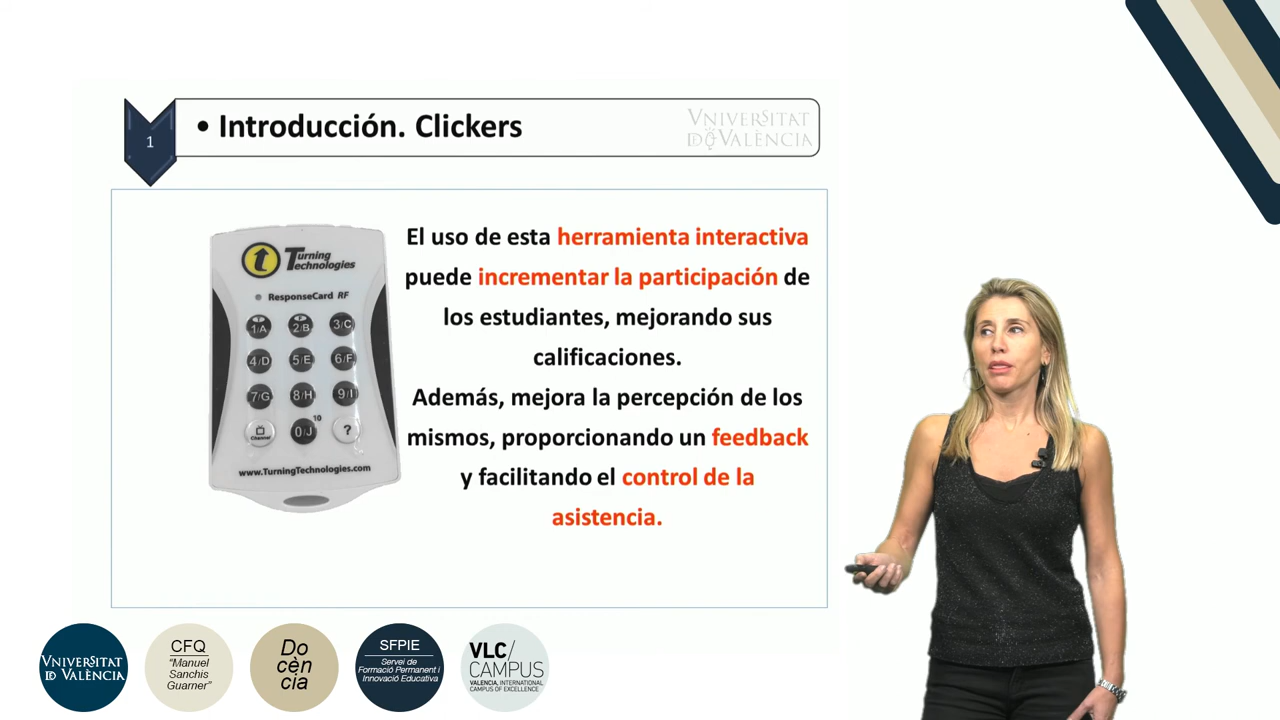 1
• Introducción. Clickers
VNIVERSITAT
DE VALÈNCIA
Turning
Technologies
ResponseCard RF
1/A 2/B 3/C
4/D 5/E 6/F
7/G 8/H 9/I
Channel 0/J 10 ?
www.TurningTechnologies.com
El uso de esta herramienta interactiva
puede incrementar la participación de
los estudiantes, mejorando sus
calificaciones.
Además, mejora la percepción de los
mismos, proporcionando un feedback
y facilitando el control de la
asistencia.
VNIVERSITAT
DE VALÈNCIA
CFQ
"Manuel
Sanchis
Guarner"
Do
cèn
cia
SFPIE
Servei de
Formació Permanent i
Innovació Educativa
VLC/
CAMPUS
VALENCIA, INTERNATIONAL
CAMPUS OF EXCELLENCE